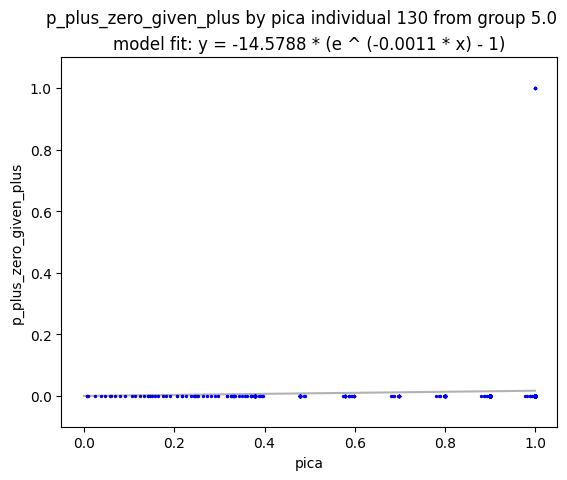 p_plus_zero_given_plus by pica individual 130 from group 5.0
model fit: y = -14.5788 * (e ^ (-0.0011 * x) - 1)
1.0
0.8
0.6
0.4
0.2
0.0
p_plus_zero_given_plus
0.0 0.2 0.4 0.6 0.8 1.0
pica